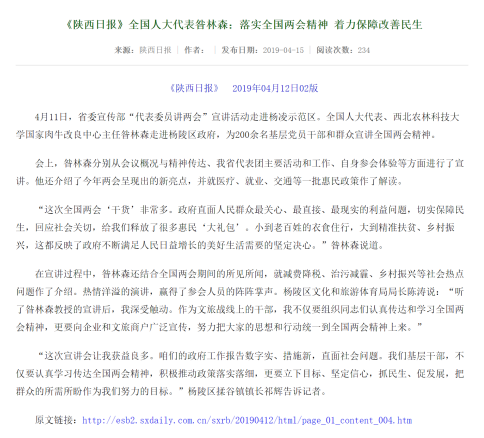 《陕西日报》全国人大代表昝林森：落实全国两会精神 着力保障改善民生
来源：陕西日报 | 作者： | 发布日期：2019-04-15 | 阅读次数：234
《陕西日报》 2019年04月12日02版
4月11日，省委宣传部“代表委员讲两会”宣讲活动走进杨凌示范区。全国人大代表、西北农林科技大
学国家肉牛改良中心主任昝林森走进杨陵区政府，为200余名基层党员干部和群众宣讲全国两会精神。
会上，昝林森分别从会议概况与精神传达、我省代表团主要活动和工作、自身参会体验等方面进行了宣
讲。他还介绍了今年两会呈现出的新亮点，并就医疗、就业、交通等一批惠民政策作了解读。
“这次全国两会‘干货’非常多。政府直面人民群众最关心、最直接、最现实的利益问题，切实保障民
生，回应社会关切，给我们释放了很多惠民‘大礼包’。小到老百姓的衣食住行，大到精准扶贫、乡村振
兴，这都反映了政府不断满足人民日益增长的美好生活需要的坚定决心。”昝林森说道。
在宣讲过程中，昝林森还结合全国两会期间的所见所闻，就减费降税、治污减霾、乡村振兴等社会热点
问题作了介绍。热情洋溢的演讲，赢得了参会人员的阵阵掌声。杨陵区文化和旅游体育局局长陈涛说：“听
了昝林森教授的宣讲后，我深受触动。作为文旅战线上的干部，我不仅要组织同志们认真传达和学习全国两
会精神，更要向企业和文旅商户广泛宣传，努力把大家的思想和行动统一到全国两会精神上来。”
“这次宣讲会让我获益良多。咱们的政府工作报告数字实、措施新，直面社会问题。我们基层干部，不
仅要认真学习传达全国两会精神，积极推动政策落实落细，更要立下目标、坚定信心，抓民生、促发展，把
群众的所需所盼作为我们努力的目标。”杨陵区揉谷镇镇长祁辉告诉记者。
原文链接：http://esb2.sxdaily.com.cn/sxrb/20190412/html/page_01_content_004.htm